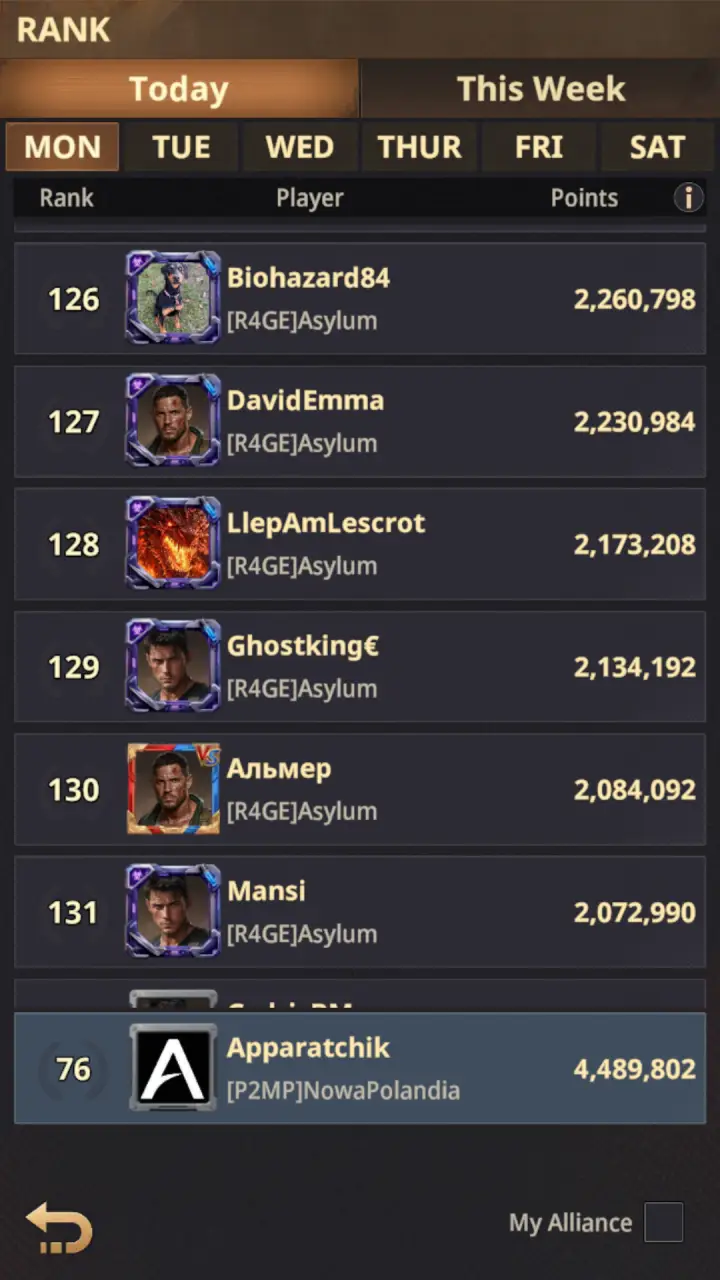 RANK
Today
This Week
MON TUE WED THUR FRI SAT
Rank Player Points
126 Biohazard84 2,260,798
[R4GE]Asylum
127 DavidEmma 2,230,984
[R4GE]Asylum
128 LlepAmLescrot 2,173,208
[R4GE]Asylum
129 Ghostking€ 2,134,192
[R4GE]Asylum
130 Альмер 2,084,092
[R4GE]Asylum
VS
131 Mansi 2,072,990
[R4GE]Asylum
76 Apparatchik 4,489,802
[P2MP]NowaPolandia
My Alliance